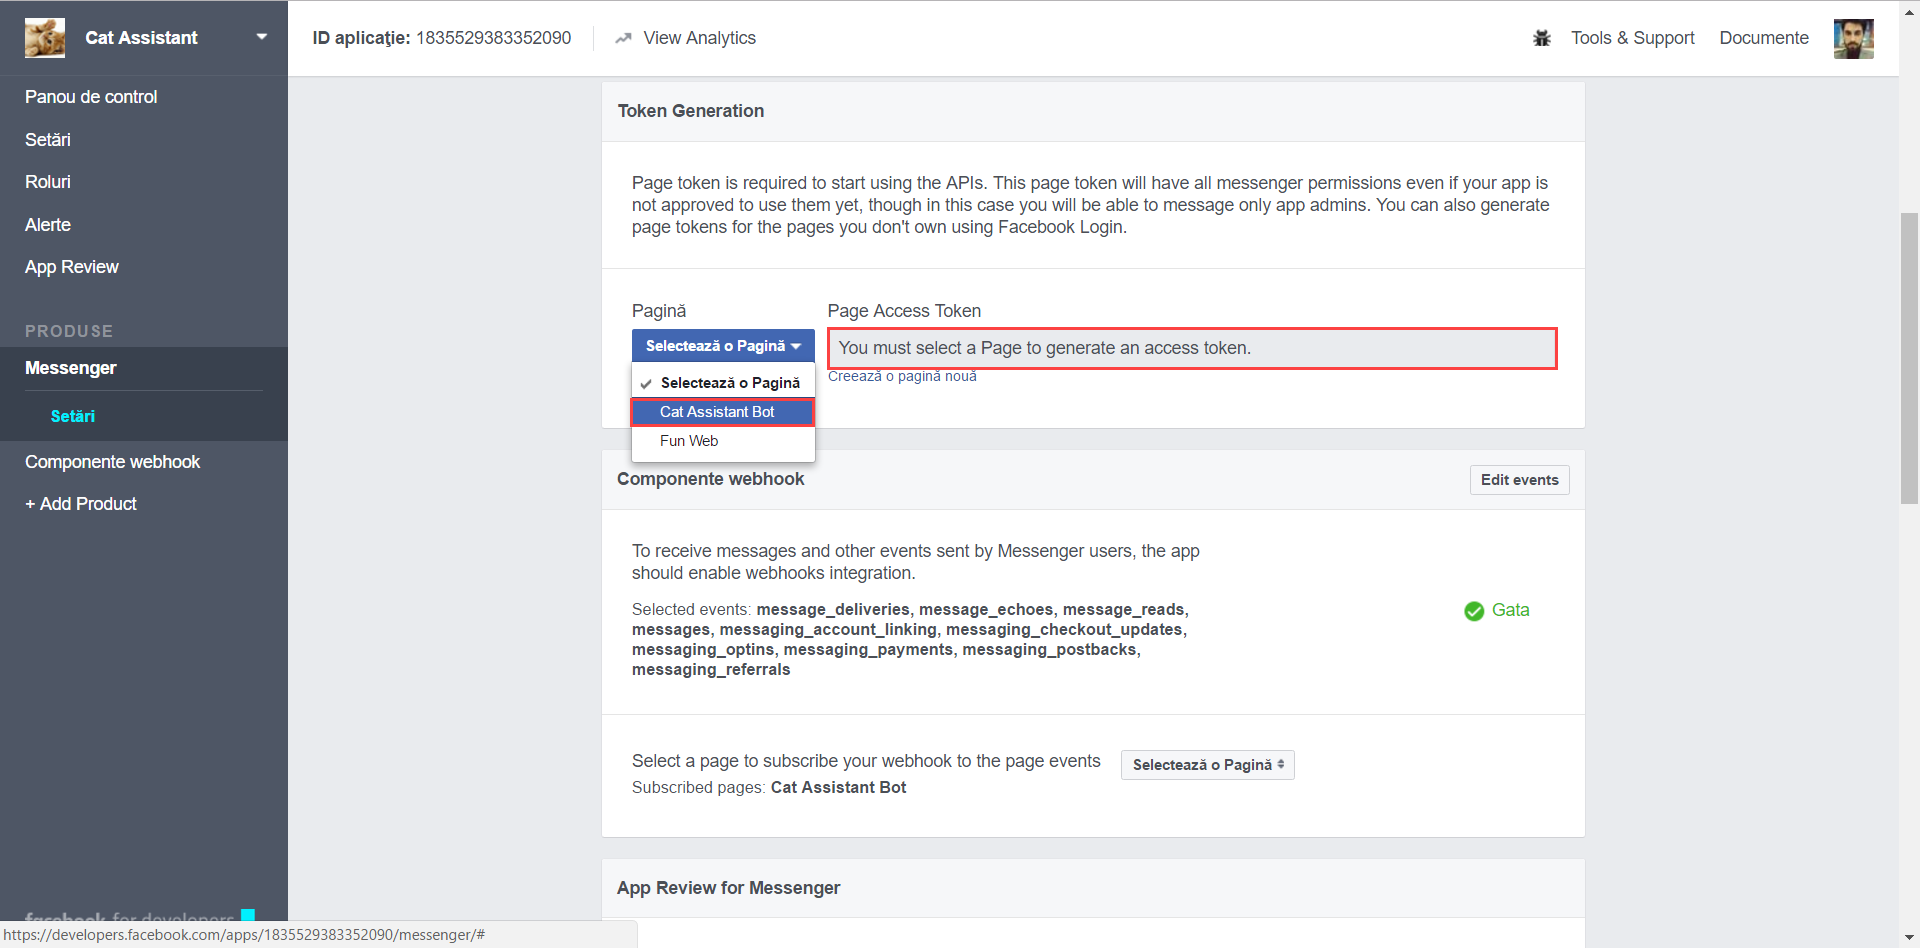 Cat Assistant
ID aplicaţie: 1835529383352090
View Analytics
Tools & Support
Documente
Panou de control
Setări
Roluri
Alerte
App Review
PRODUSE
Messenger
Setări
Componente webhook
+ Add Product
facebook for developers
Token Generation
Page token is required to start using the APIs. This page token will have all messenger permissions even if your app is
not approved to use them yet, though in this case you will be able to message only app admins. You can also generate
page tokens for the pages you don't own using Facebook Login.
Pagină
Page Access Token
Selectează o Pagină
You must select a Page to generate an access token.
Creează o pagină nouă
Selectează o Pagină
Cat Assistant Bot
Fun Web
Componente webhook
Edit events
To receive messages and other events sent by Messenger users, the app
should enable webhooks integration.
Selected events: message_deliveries, message_echoes, message_reads,
messages, messaging_account_linking, messaging_checkout_updates,
messaging_optins, messaging_payments, messaging_postbacks,
messaging_referrals
Gata
Select a page to subscribe your webhook to the page events
Selectează o Pagină
Subscribed pages: Cat Assistant Bot
App Review for Messenger
https://developers.facebook.com/apps/1835529383352090/messenger/#